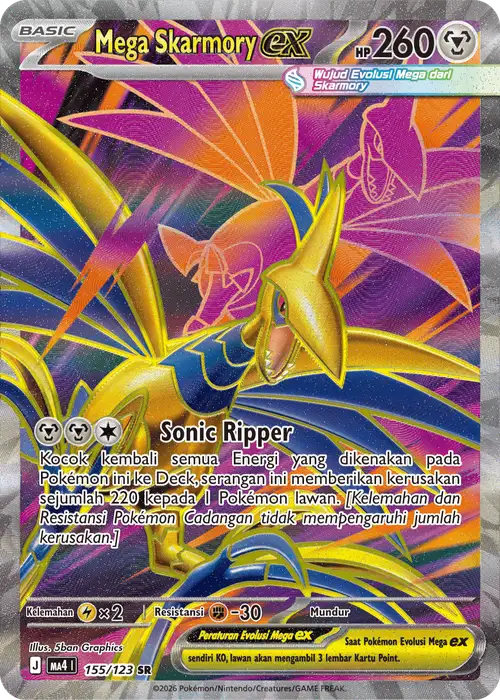 BASIC
Mega Skarmory ex
HP 260
Wujud Evolusi Mega dari
Skarmory
Sonic Ripper
Kocok kembali semua Energi yang dikenakan pada
Pokémon ini ke Deck, serangan ini memberikan kerusakan
sejumlah 220 kepada 1 Pokémon lawan. [Kelemahan dan
Resistansi Pokémon Cadangan tidak mempengaruhi jumlah
kerusakan.]
Kelemahan ×2 Resistansi -30 Mundur
Illus. 5ban Graphics
Peraturan Evolusi Mega ex Saat Pokémon Evolusi Mega ex
sendiri KO, lawan akan mengambil 3 lembar Kartu Point.
J MA4 I 155/123 SR
©2026 Pokémon/Nintendo/Creatures/GAME FREAK.